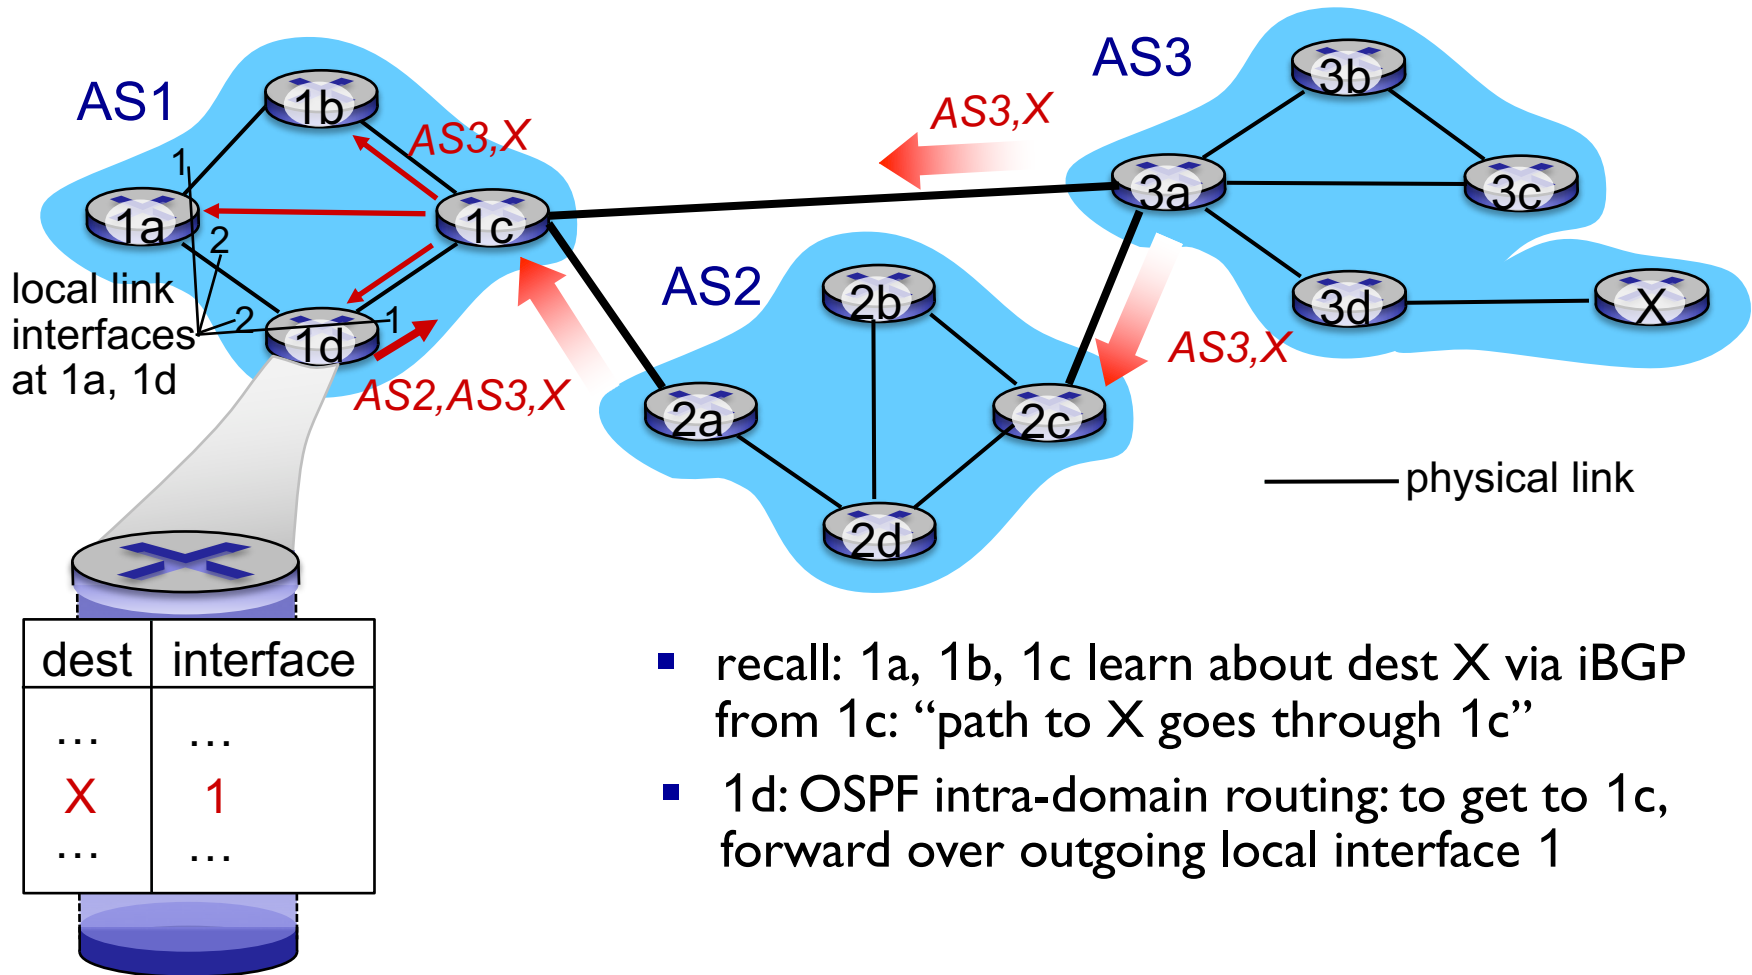 AS1
1b
AS3,X
1
1a
1c
2
local link
interfaces
at 1a, 1d
2
1
1d
AS2,AS3,X
AS3
3b
AS3,X
3a
3c
3d
X
AS2
2b
AS3,X
2a
2c
2d
physical link
dest interface
... ...
X 1
... ...
▪ recall: 1a, 1b, 1c learn about dest X via iBGP
from 1c: “path to X goes through 1c”
▪ 1d: OSPF intra-domain routing: to get to 1c,
forward over outgoing local interface 1